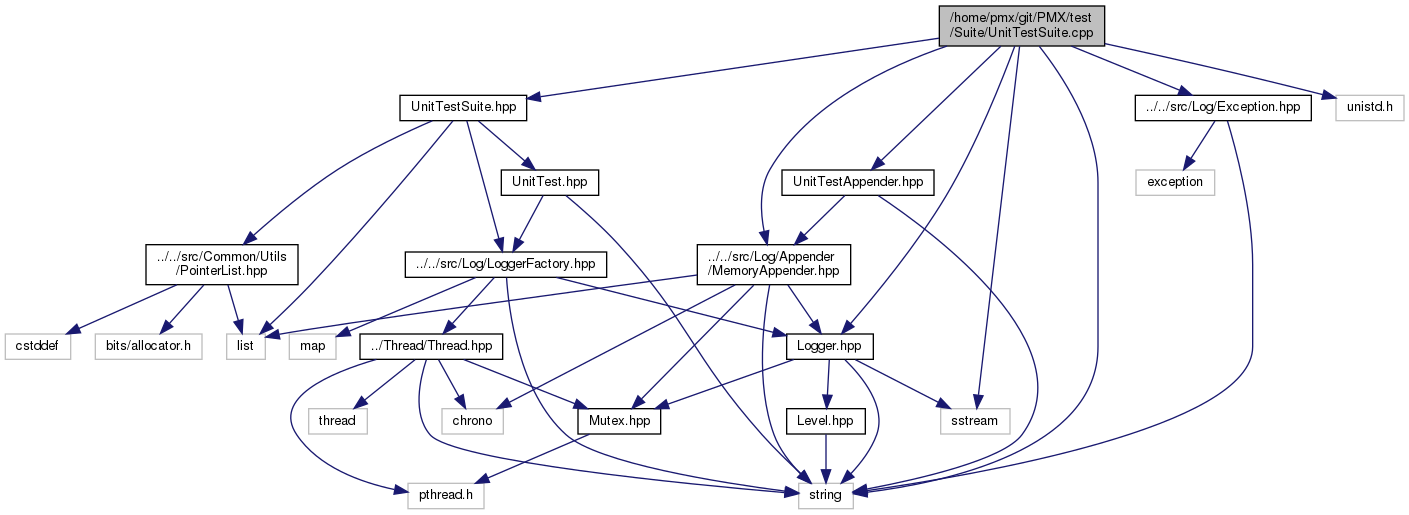 /home/pmx/git/PMX/test
/Suite/UnitTestSuite.cpp
UnitTestSuite.hpp
../../src/Log/Exception.hpp
unistd.h
UnitTest.hpp
UnitTestAppender.hpp
exception
../../src/Common/Utils
/PointerList.hpp
../../src/Log/LoggerFactory.hpp
../../src/Log/Appender
/MemoryAppender.hpp
cstddef
bits/allocator.h
list
map
../Thread/Thread.hpp
Logger.hpp
thread
chrono
Mutex.hpp
Level.hpp
sstream
pthread.h
string